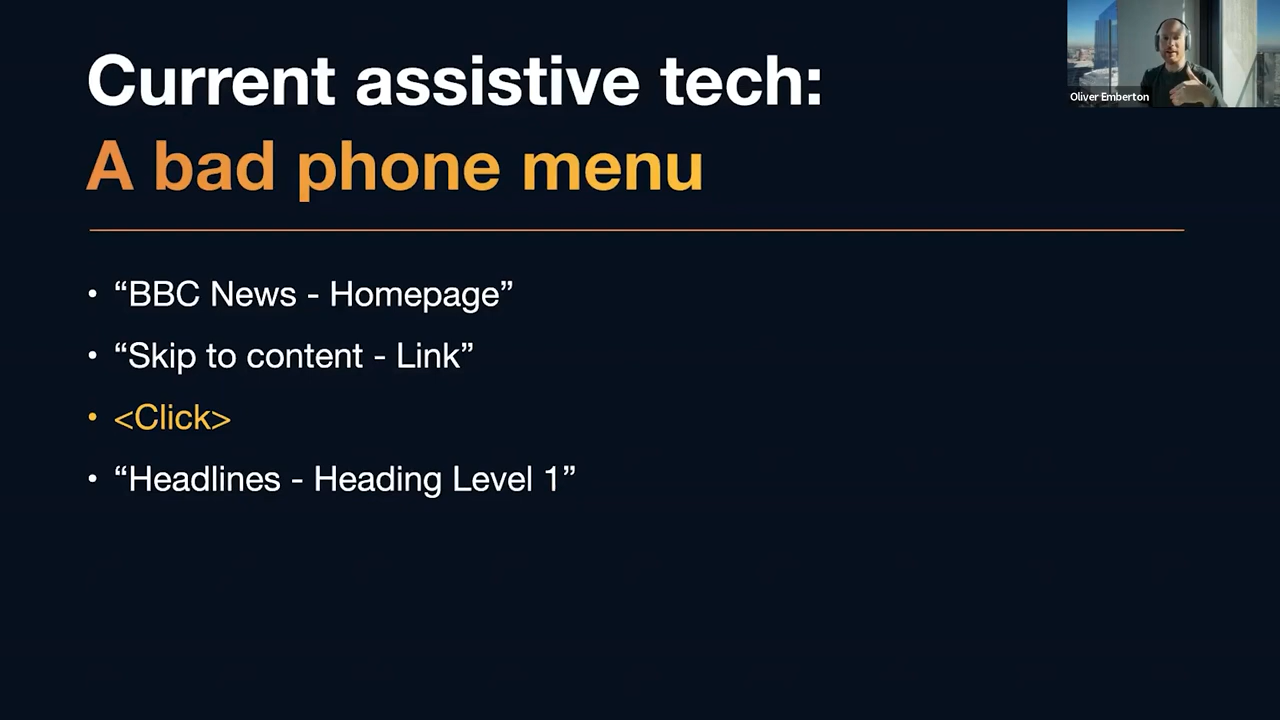 Current assistive tech:
A bad phone menu
Oliver Emberton
• “BBC News - Homepage”
• “Skip to content - Link”
• <Click>
• “Headlines - Heading Level 1”